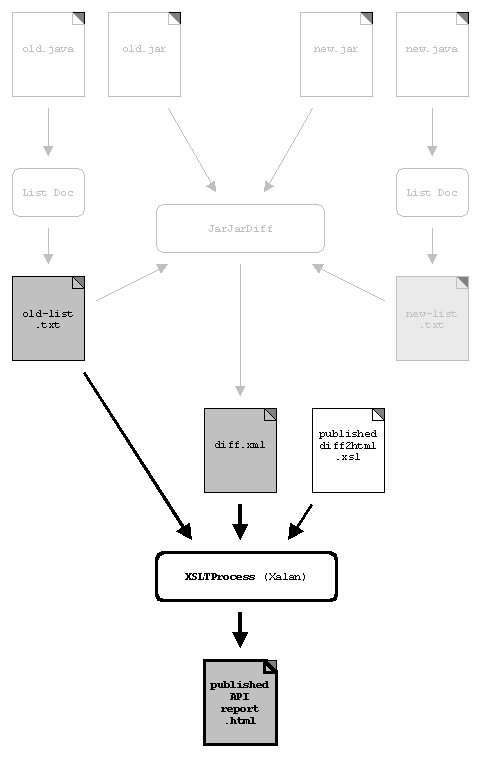 old.java
old.jar
new.jar
new.java
List Doc
List Doc
JarJarDiff
old-list
.txt
new-list
.txt
diff.xml
published
diff2html
.xsl
XSLTProcess (Xalan)
published
API
report
.html